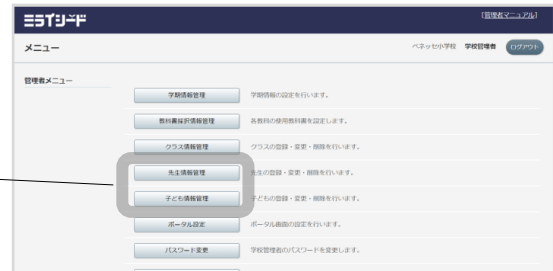 ミライシード
[管理者マニュアル]
メニュー
ベネッセ小学校 学校管理者 ログアウト
管理者メニュー
学期情報管理 学期情報の設定を行います。
教科書採択情報管理 各教科の使用教科書を設定します。
クラス情報管理 クラスの登録・変更・削除を行います。
先生情報管理 先生の登録・変更・削除を行います。
子ども情報管理 子どもの登録・変更・削除を行います。
ポータル設定 ポータル画面の設定を行います。
パスワード変更 学校管理者のパスワードを変更します。